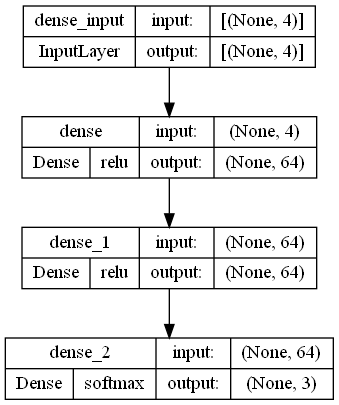 dense_input input: [(None, 4)]
InputLayer output: [(None, 4)]
dense input: (None, 4)
Dense relu output: (None, 64)
dense_1 input: (None, 64)
Dense relu output: (None, 64)
dense_2 input: (None, 64)
Dense softmax output: (None, 3)